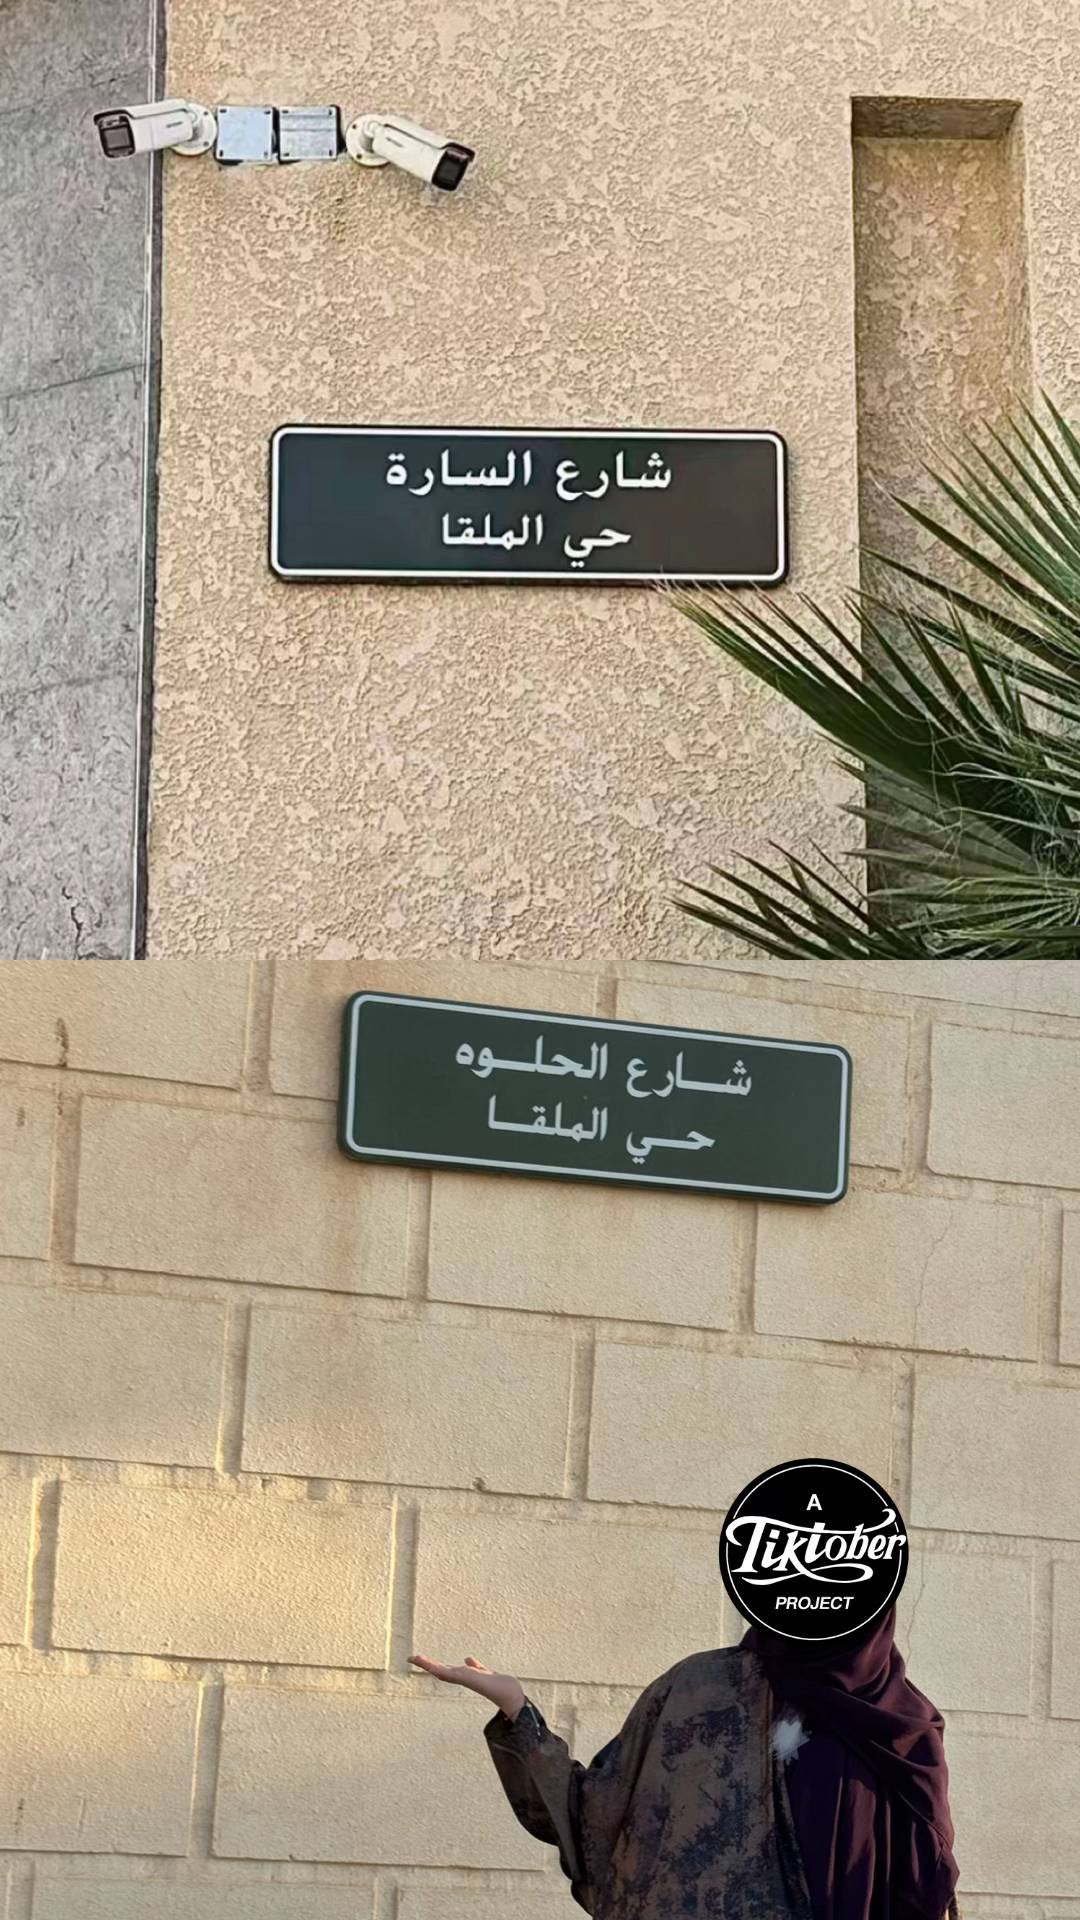 شارع السارة
حي الملقا
شارع الحلوه
حي الملقا
A
Tiktober
PROJECT